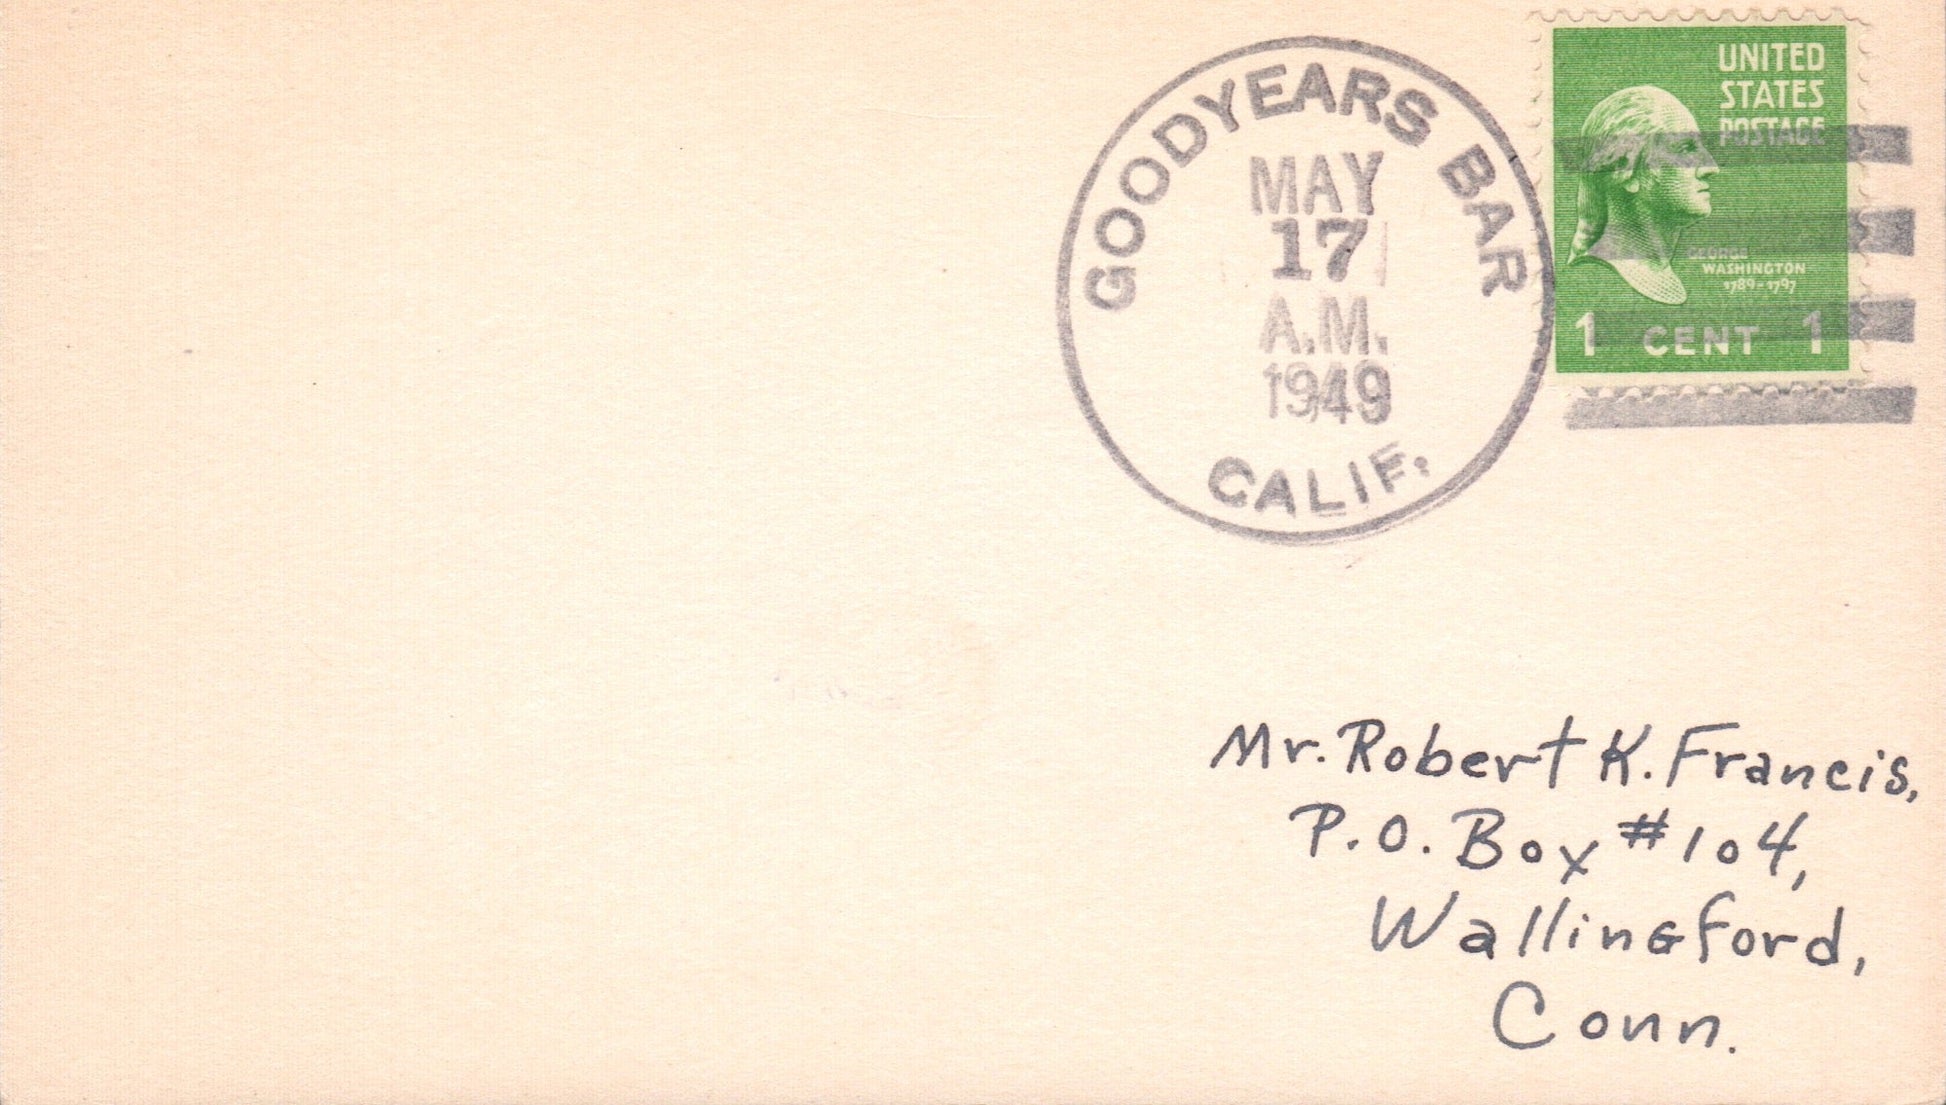 GOODYEARS BAR
MAY
17
A.M.
1949
CALIF.
UNITED
STATES
POSTAGE
GEORGE
WASHINGTON
1789-1797
1 CENT 1
Mr. Robert K. Francis,
P.O. Box #104,
Wallingford,
Conn.